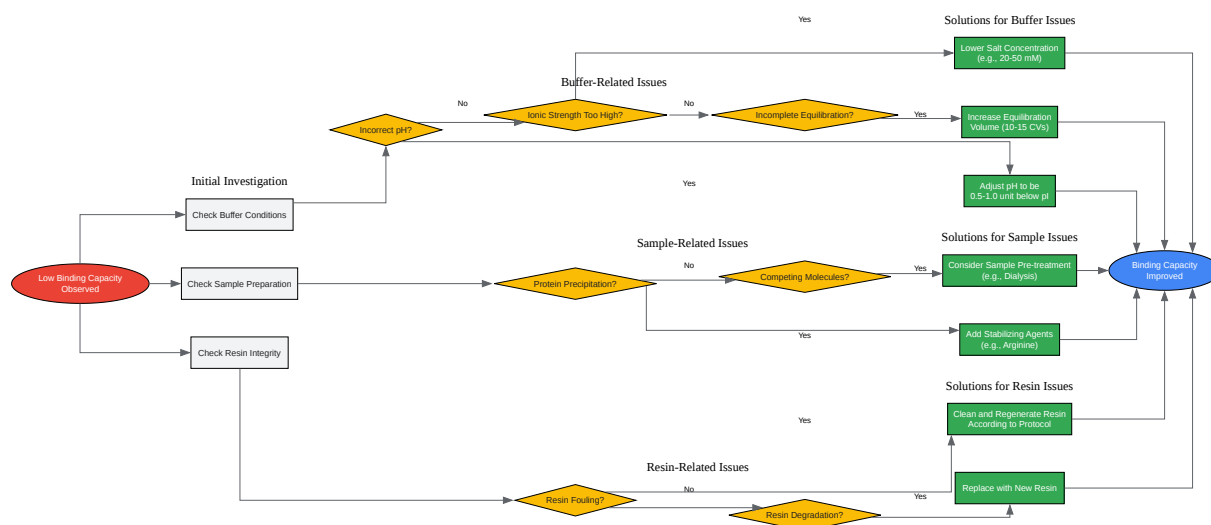 Yes
Solutions for Buffer Issues
Lower Salt Concentration
(e.g., 20-50 mM)
Buffer-Related Issues
No
Ionic Strength Too High?
No
Incomplete Equilibration?
Yes
Increase Equilibration
Volume (10-15 CVs)
Incorrect pH?
Initial Investigation
Yes
Adjust pH to be
0.5-1.0 unit below pI
Check Buffer Conditions
Sample-Related Issues
Solutions for Sample Issues
Low Binding Capacity
Observed
Check Sample Preparation
Protein Precipitation?
No
Competing Molecules?
Yes
Consider Sample Pre-treatment
(e.g., Dialysis)
Binding Capacity
Improved
Yes
Add Stabilizing Agents
(e.g., Arginine)
Check Resin Integrity
Solutions for Resin Issues
Yes
Clean and Regenerate Resin
According to Protocol
Resin-Related Issues
Resin Fouling?
No
Resin Degradation?
Yes
Replace with New Resin